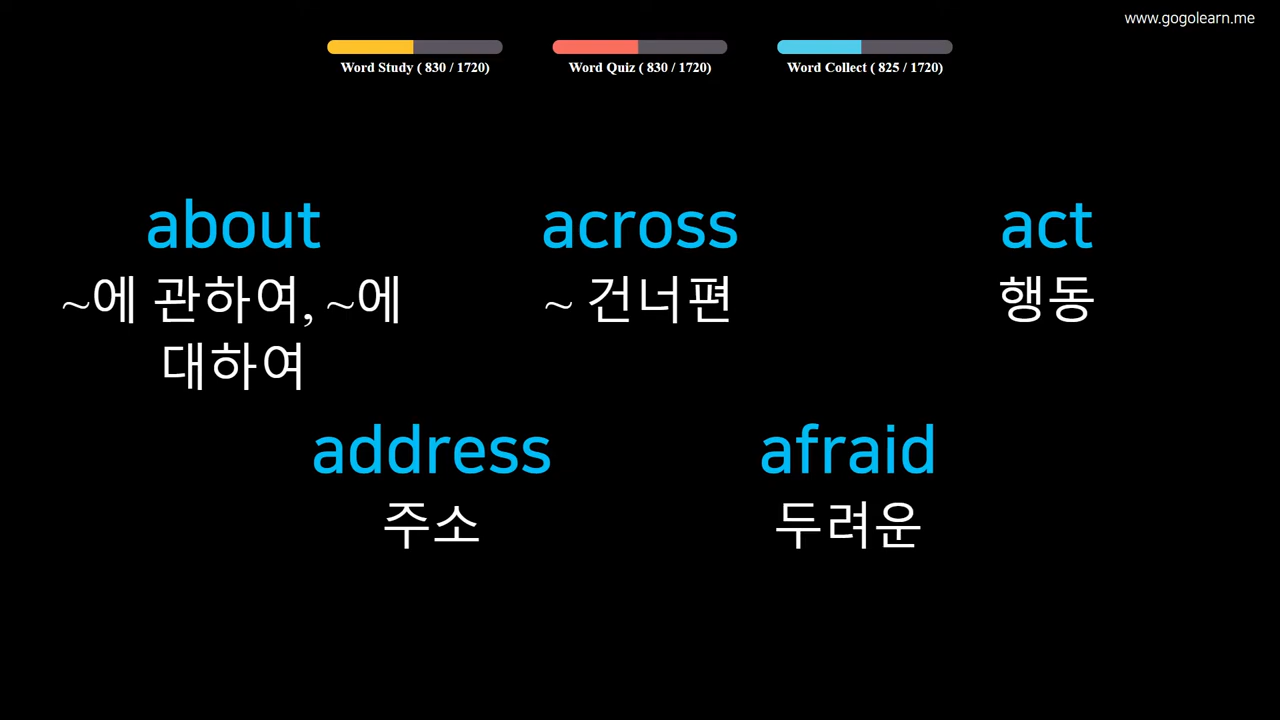 www.gogolearn.me
Word Study ( 830 / 1720)
Word Quiz ( 830 / 1720)
Word Collect ( 825 / 1720)
about
~에 관하여, ~에
대하여
across
~ 건너편
act
행동
address
주소
afraid
두려운